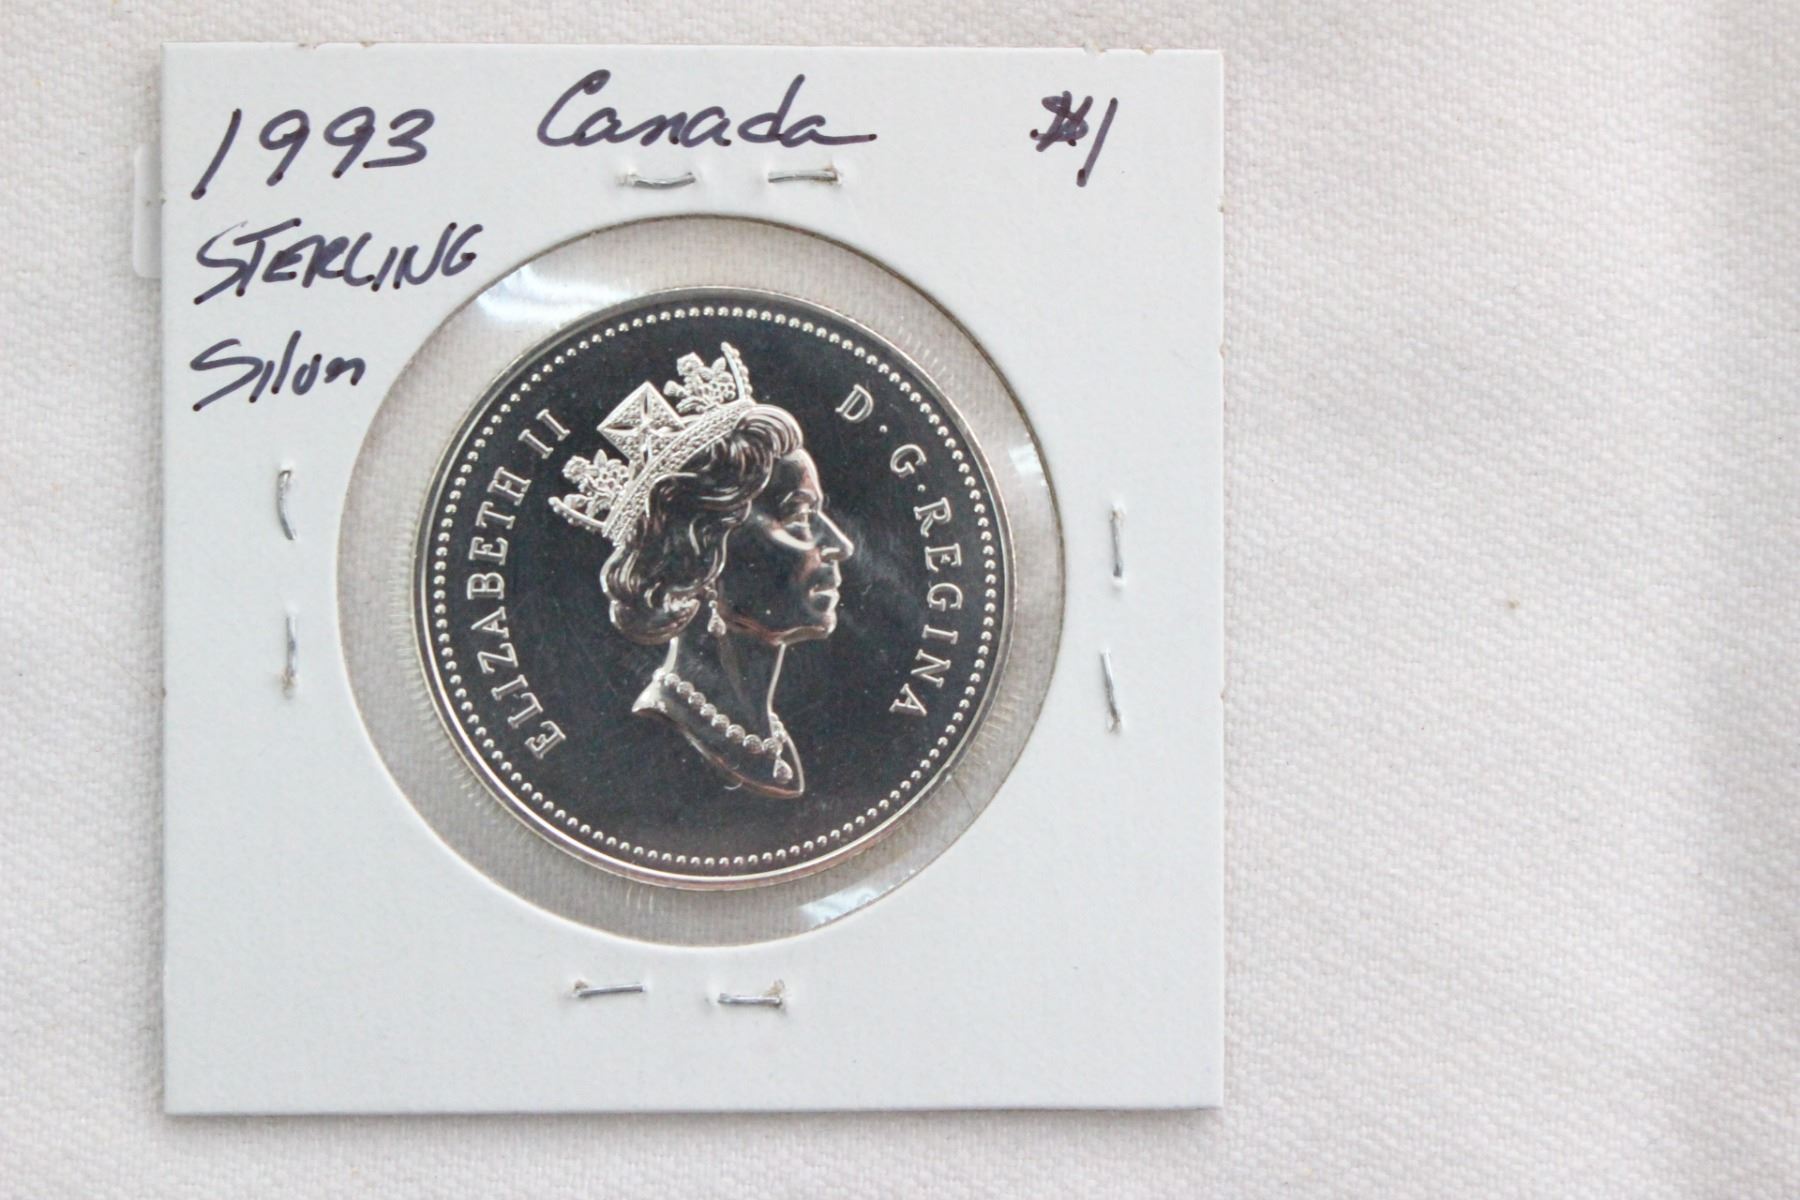 1993 Canada $1
STERLING
Silver
ELIZABETH II D·G·REGINA